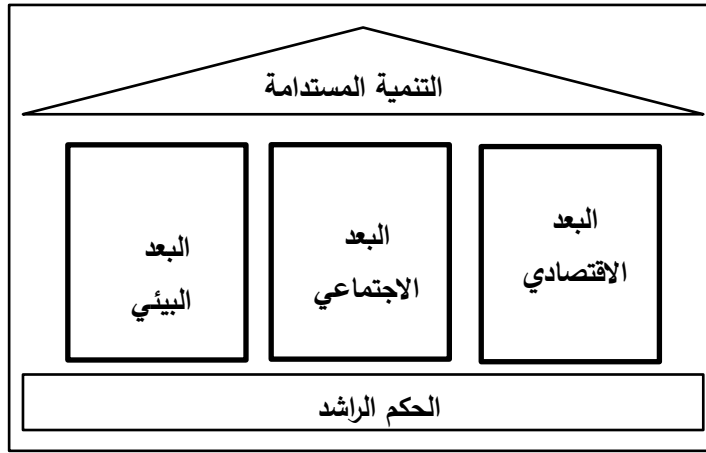 التنمية المستدامة
البعد
الاقتصادي
البعد
الاجتماعي
البعد
البيئي
الحكم الراشد